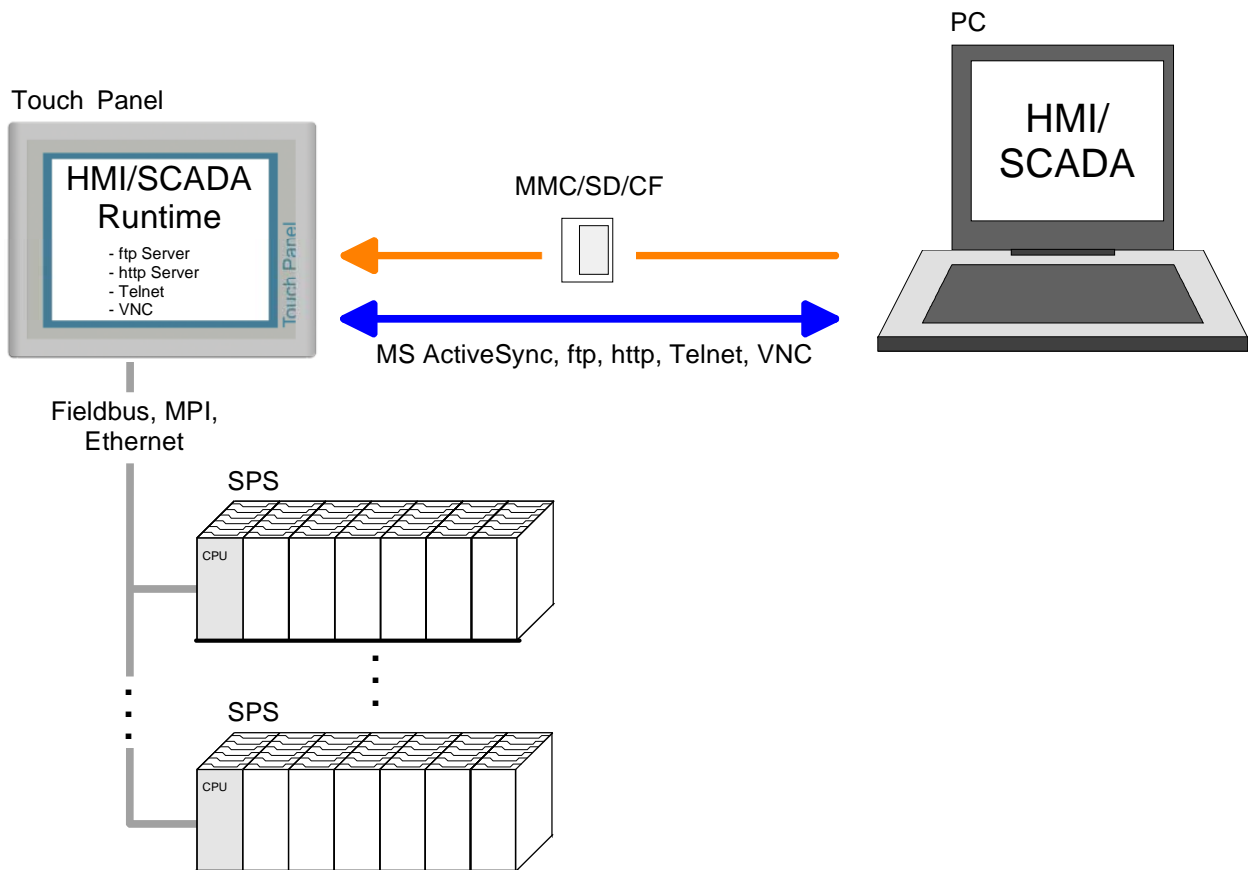 PC
Touch Panel
HMI/
SCADA
HMI/SCADA
Runtime
- ftp Server
- http Server
- Telnet
- VNC
Touch Panel
MMC/SD/CF
MS ActiveSync, ftp, http, Telnet, VNC
Fieldbus, MPI,
Ethernet
SPS
CPU
SPS
CPU